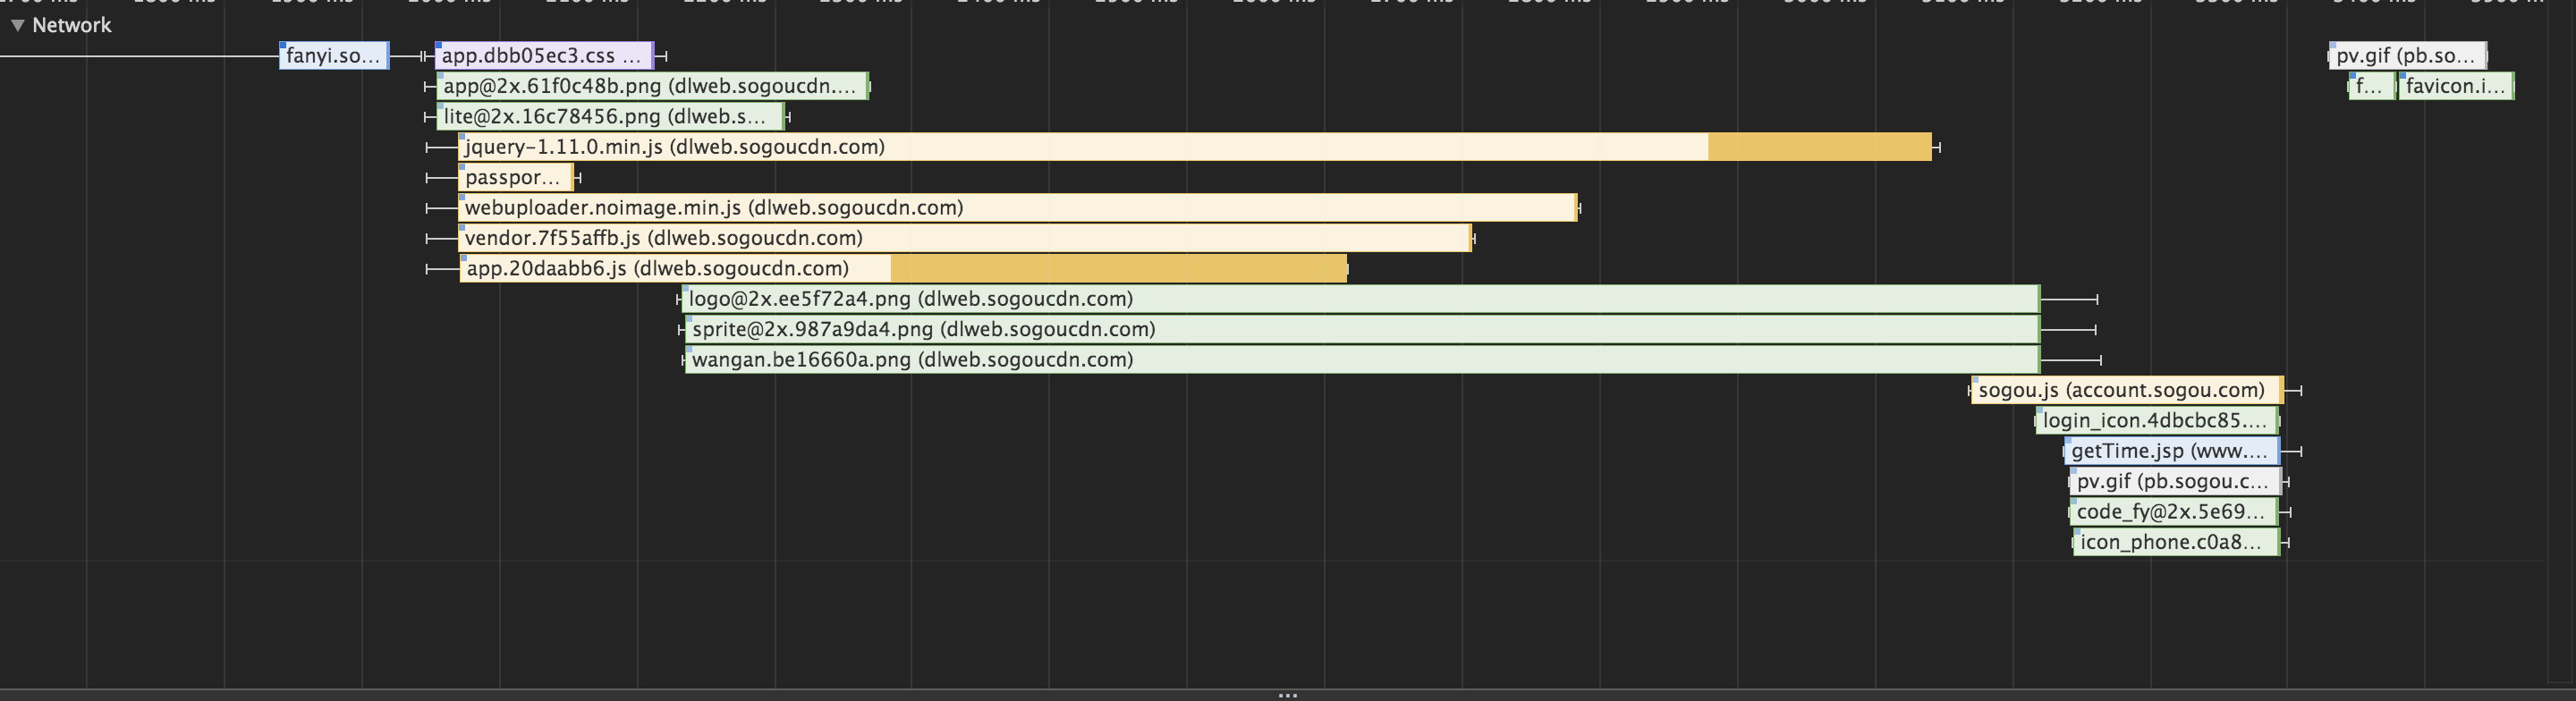 Network
fanyi.so...
app.dbb05ec3.css ...
pv.gif (pb.so...
app@2x.61f0c48b.png (dlweb.sogoucdn....
f...
favicon.i...
lite@2x.16c78456.png (dlweb.s...
jquery-1.11.0.min.js (dlweb.sogoucdn.com)
passpor...
webuploader.noimage.min.js (dlweb.sogoucdn.com)
vendor.7f55affb.js (dlweb.sogoucdn.com)
app.20daabb6.js (dlweb.sogoucdn.com)
logo@2x.ee5f72a4.png (dlweb.sogoucdn.com)
sprite@2x.987a9da4.png (dlweb.sogoucdn.com)
wangan.be16660a.png (dlweb.sogoucdn.com)
sogou.js (account.sogou.com)
login_icon.4dbcbc85....
getTime.jsp (www....
pv.gif (pb.sogou.c...
code_fy@2x.5e69...
icon_phone.c0a8...